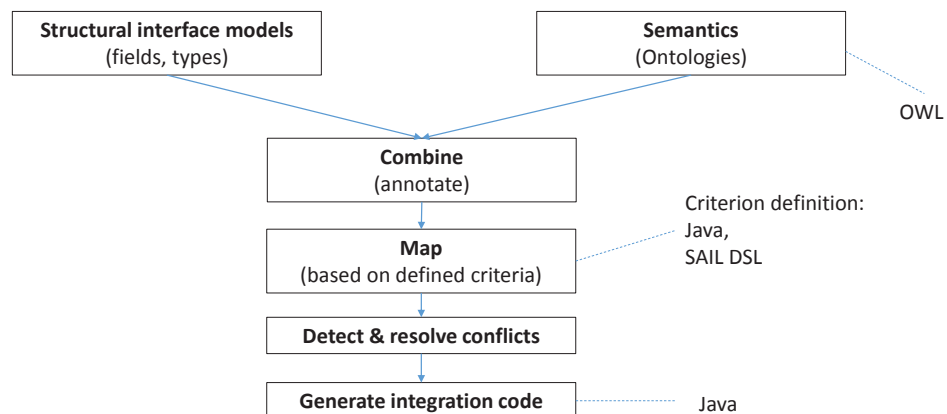 Structural interface models
(fields, types)
Semantics
(Ontologies)
OWL
Combine
(annotate)
Criterion definition:
Java,
SAIL DSL
Map
(based on defined criteria)
Detect & resolve conflicts
Generate integration code
Java